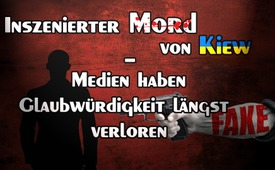 Inszenierter Mord
von Kiew
–
Medien haben
Glaubwürdigkeit längst
verloren
FAKE